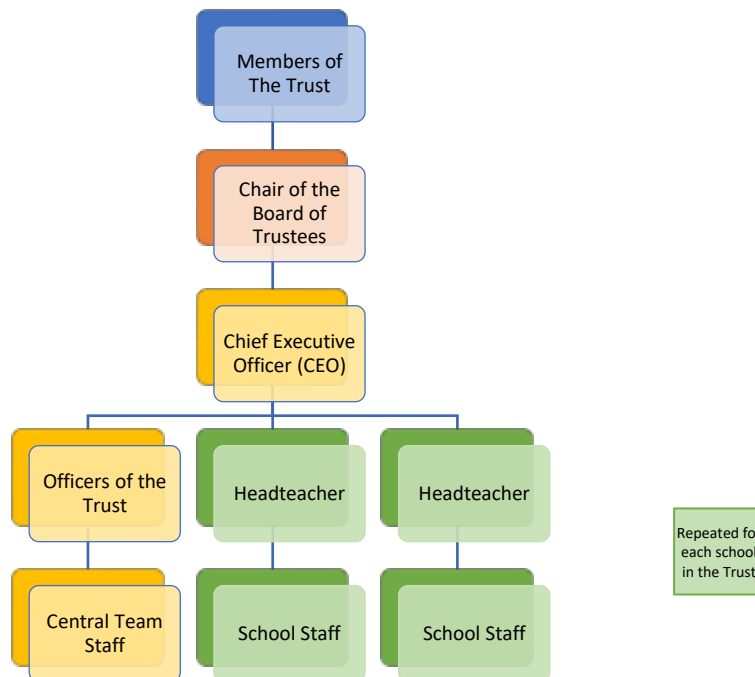 Members of
The Trust
Chair of the
Board of
Trustees
Chief Executive
Officer (CEO)
Officers of the
Trust
Headteacher
Headteacher
Repeated fo
each school
in the Trust
Central Team
Staff
School Staff
School Staff